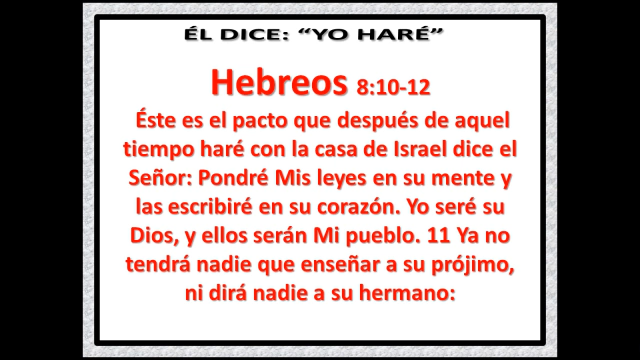 ÉL DICE: “YO HARÉ”
Hebreos 8:10-12
Éste es el pacto que después de aquel
tiempo haré con la casa de Israel dice el
Señor: Pondré Mis leyes en su mente y
las escribiré en su corazón. Yo seré su
Dios, y ellos serán Mi pueblo. 11 Ya no
tendrá nadie que enseñar a su prójimo,
ni dirá nadie a su hermano: